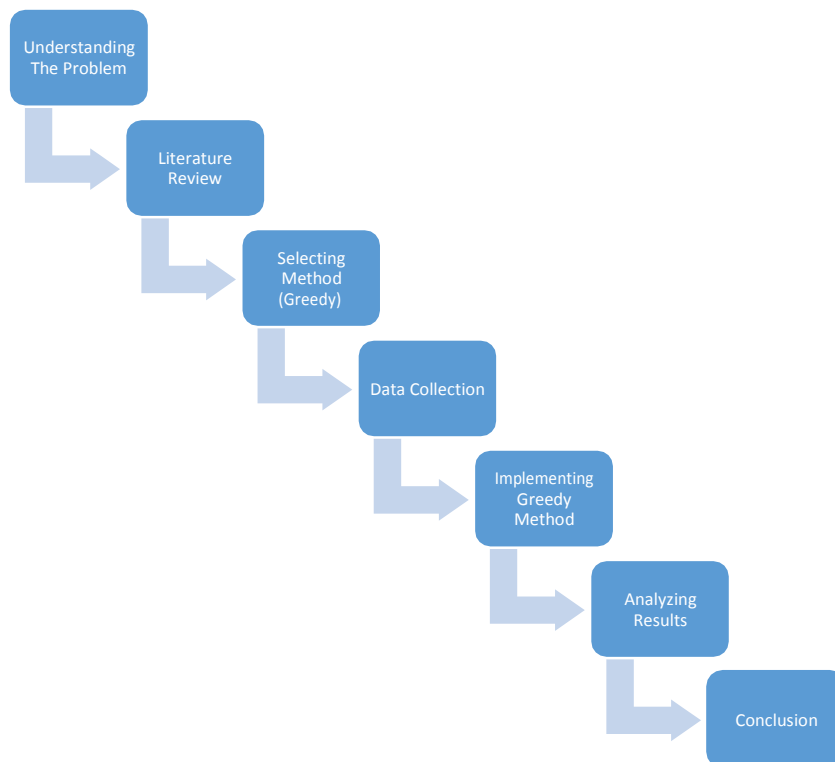 Understanding
The Problem
Literature
Review
Selecting
Method
(Greedy)
Data Collection
Implementing
Greedy
Method
Analyzing
Results
Conclusion